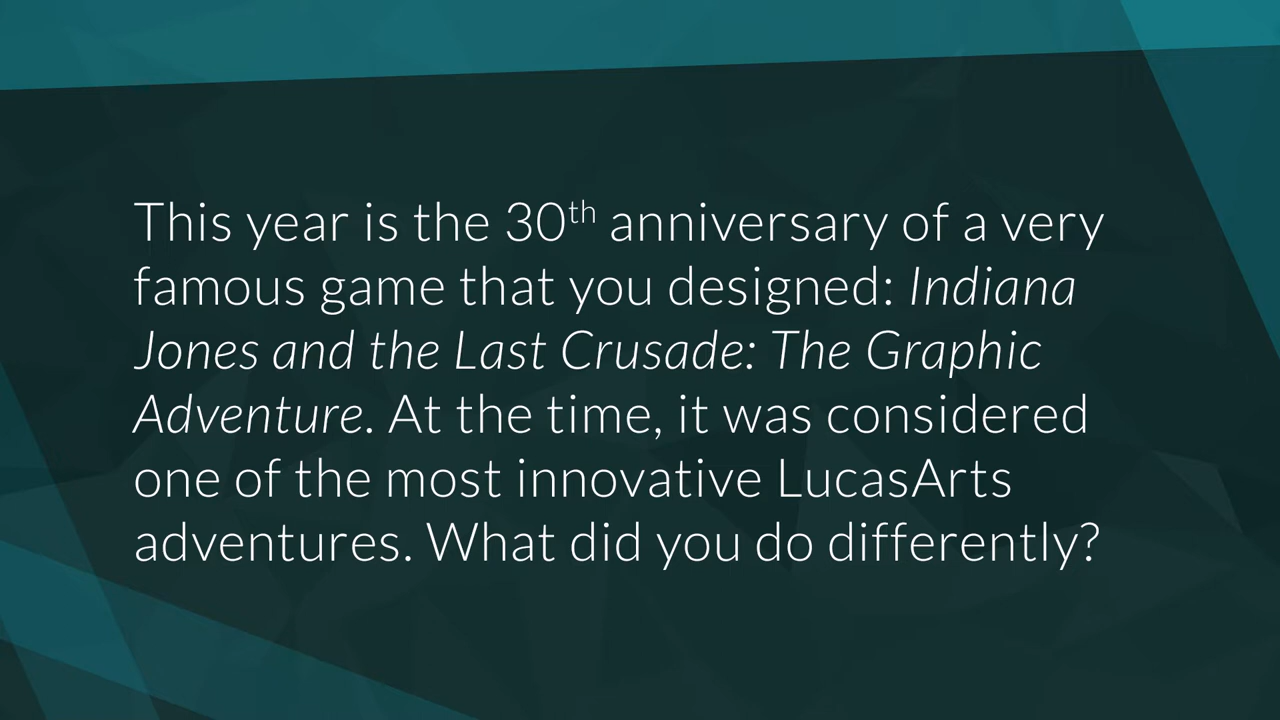 This year is the 30th anniversary of a very
famous game that you designed: Indiana
Jones and the Last Crusade: The Graphic
Adventure. At the time, it was considered
one of the most innovative LucasArts
adventures. What did you do differently?